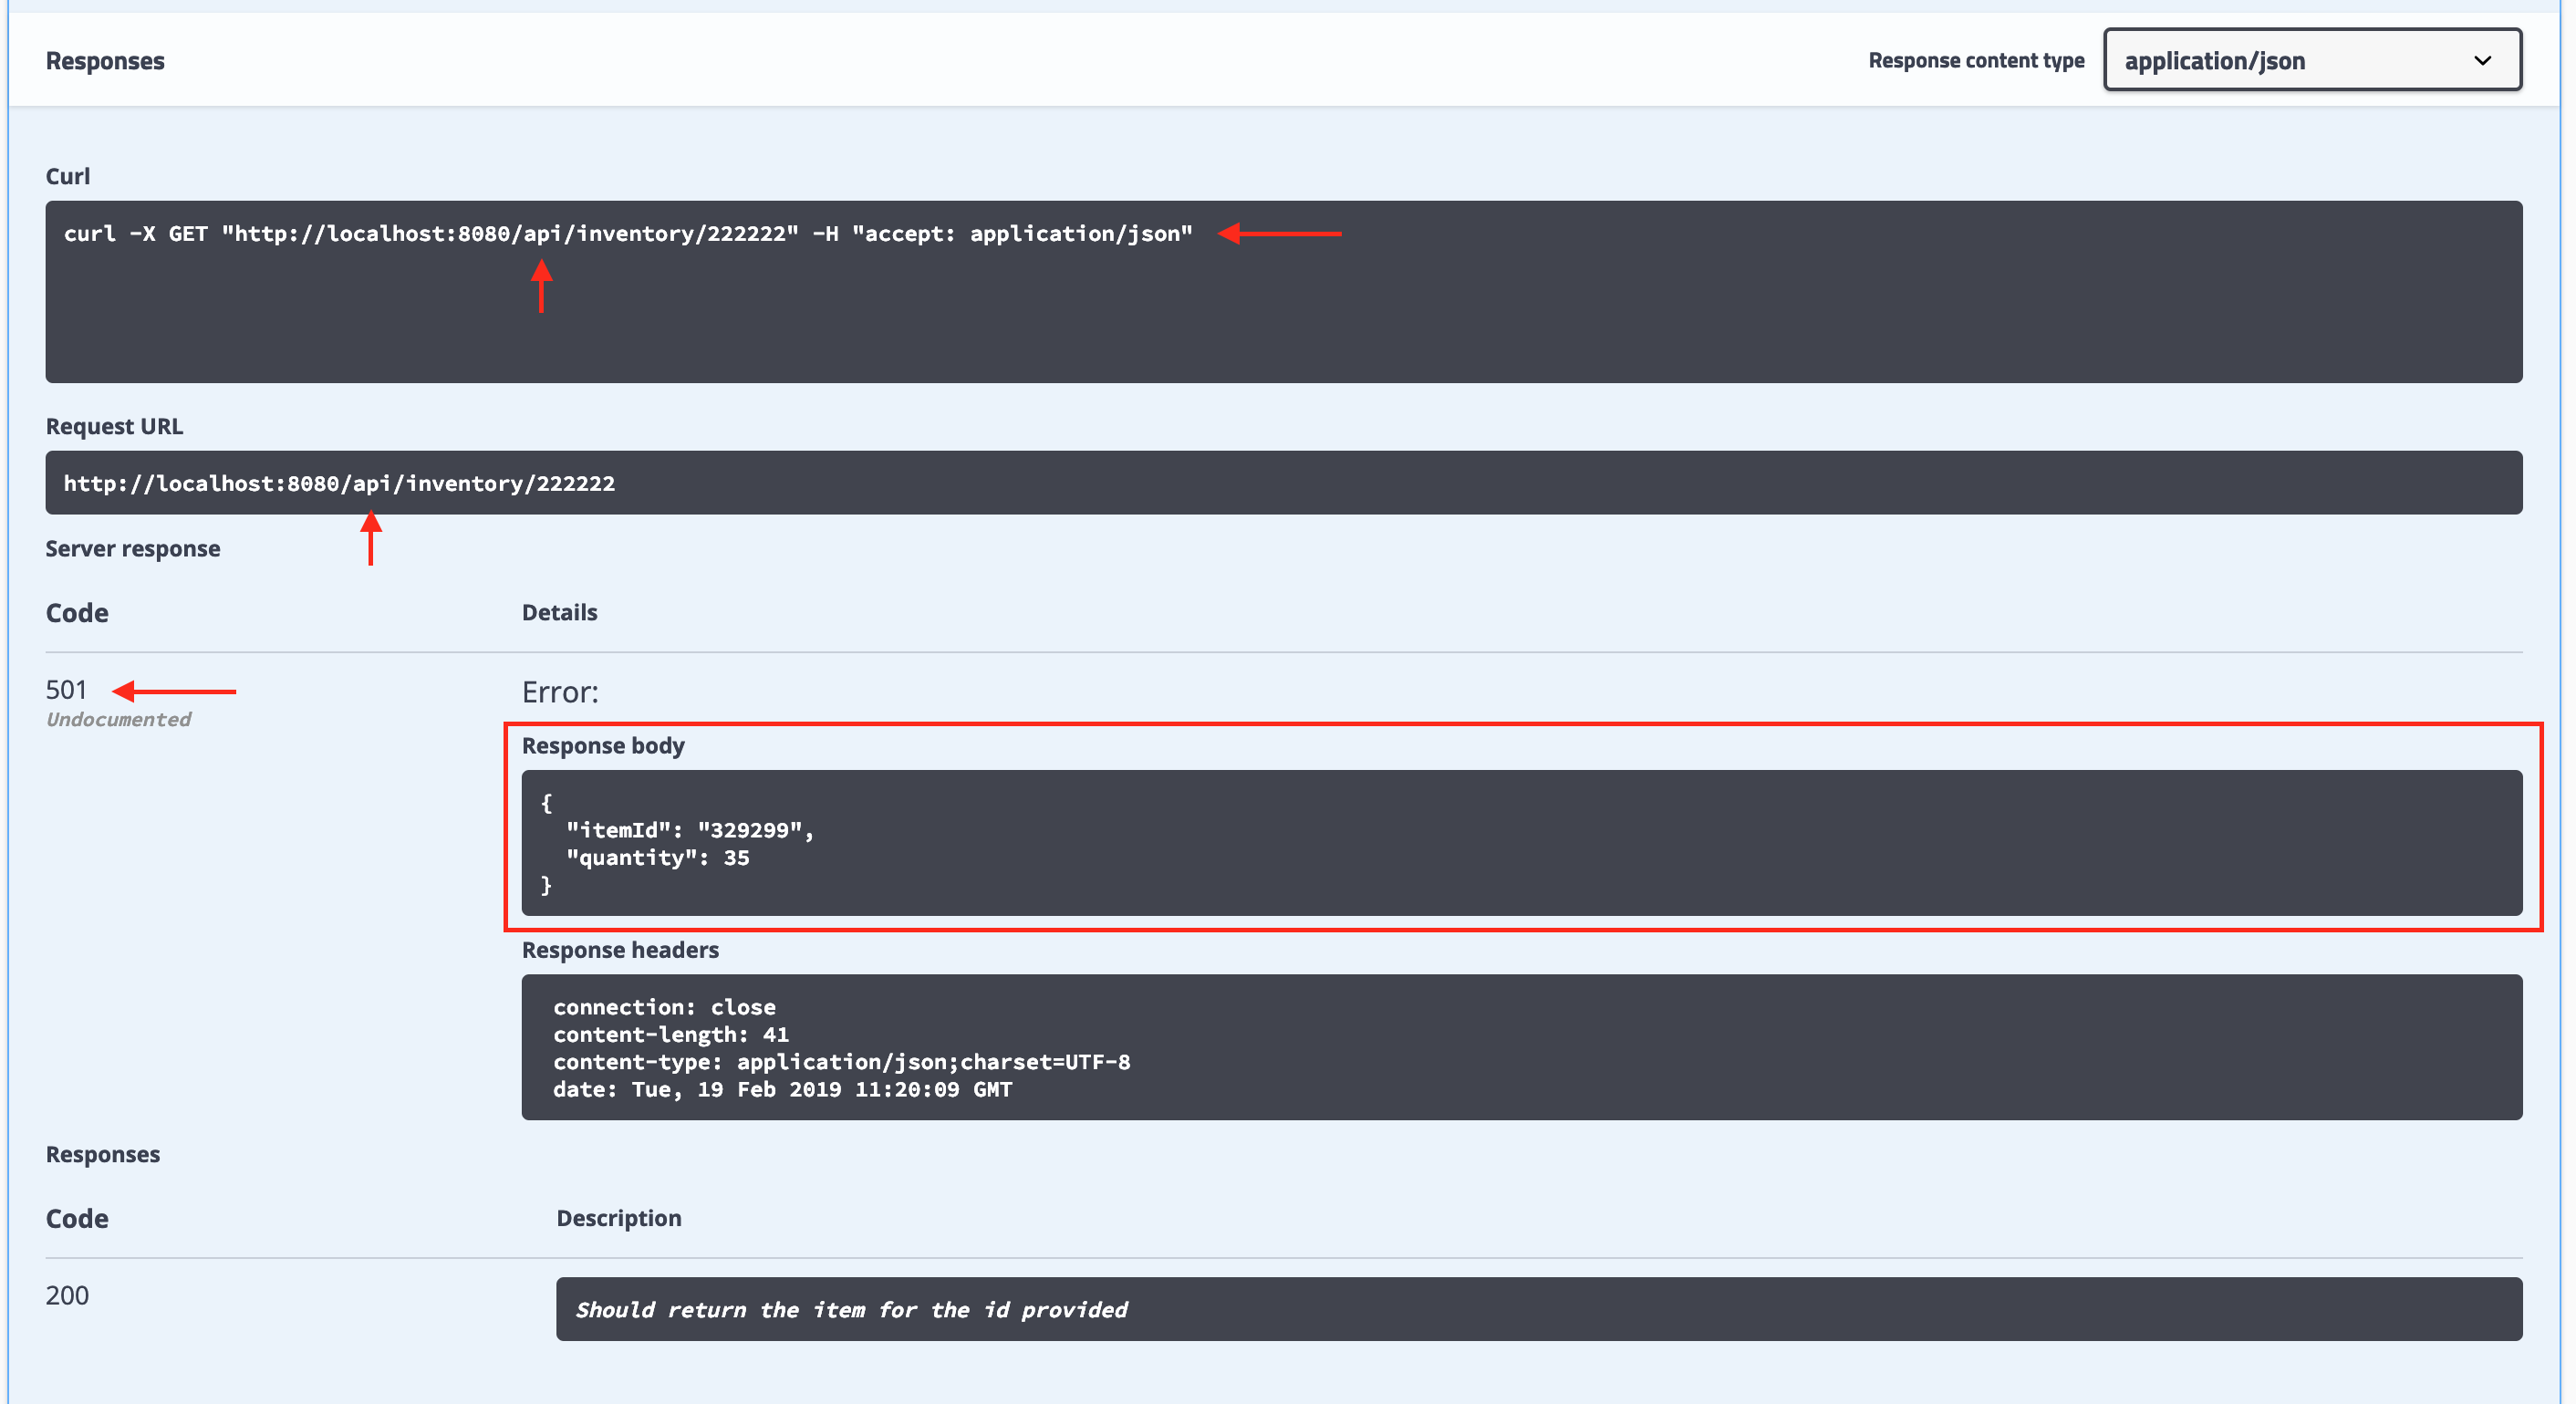 Responses
Response content type
application/json
Curl
curl -X GET "http://localhost:8080/api/inventory/222222" -H "accept: application/json"
Request URL
http://localhost:8080/api/inventory/222222
Server response
Code
Details
501
Undocumented
Error:
Response body
{
  "itemId": "329299",
  "quantity": 35
}
Response headers
connection: close
content-length: 41
content-type: application/json;charset=UTF-8
date: Tue, 19 Feb 2019 11:20:09 GMT
Responses
Code
Description
200
Should return the item for the id provided